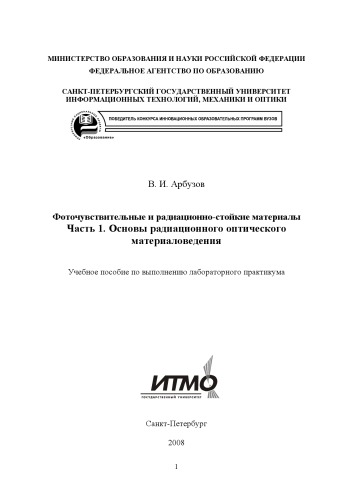 МИНИСТЕРСТВО ОБРАЗОВАНИЯ И НАУКИ РОССИЙСКОЙ ФЕДЕРАЦИИ
ФЕДЕРАЛЬНОЕ АГЕНТСТВО ПО ОБРАЗОВАНИЮ
САНКТ-ПЕТЕРБУРГСКИЙ ГОСУДАРСТВЕННЫЙ УНИВЕРСИТЕТ
ИНФОРМАЦИОННЫХ ТЕХНОЛОГИЙ, МЕХАНИКИ И ОПТИКИ
ПОБЕДИТЕЛЬ КОНКУРСА ИННОВАЦИОННЫХ ОБРАЗОВАТЕЛЬНЫХ ПРОГРАММ ВУЗОВ
«Образование»
В. И. Арбузов
Фоточувствительные и радиационно-стойкие материалы
Часть 1. Основы радиационного оптического
материаловедения
Учебное пособие по выполнению лабораторного практикума
ИТМО
ГОСУДАРСТВЕННЫЙ УНИВЕРСИТЕТ
Санкт-Петербург
2008
1